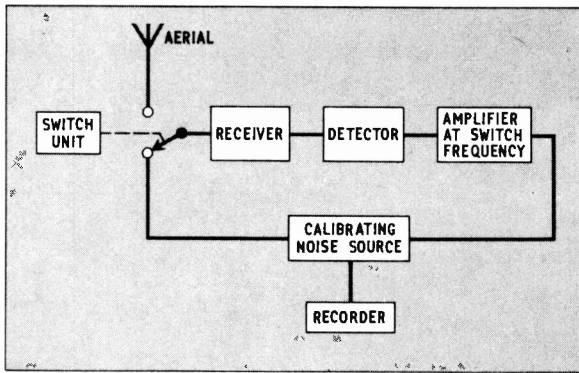 AERIAL
SWITCH
UNIT
RECEIVER
DETECTOR
AMPLIFIER
AT SWITCH
FREQUENCY
CALIBRATING
NOISE SOURCE
RECORDER